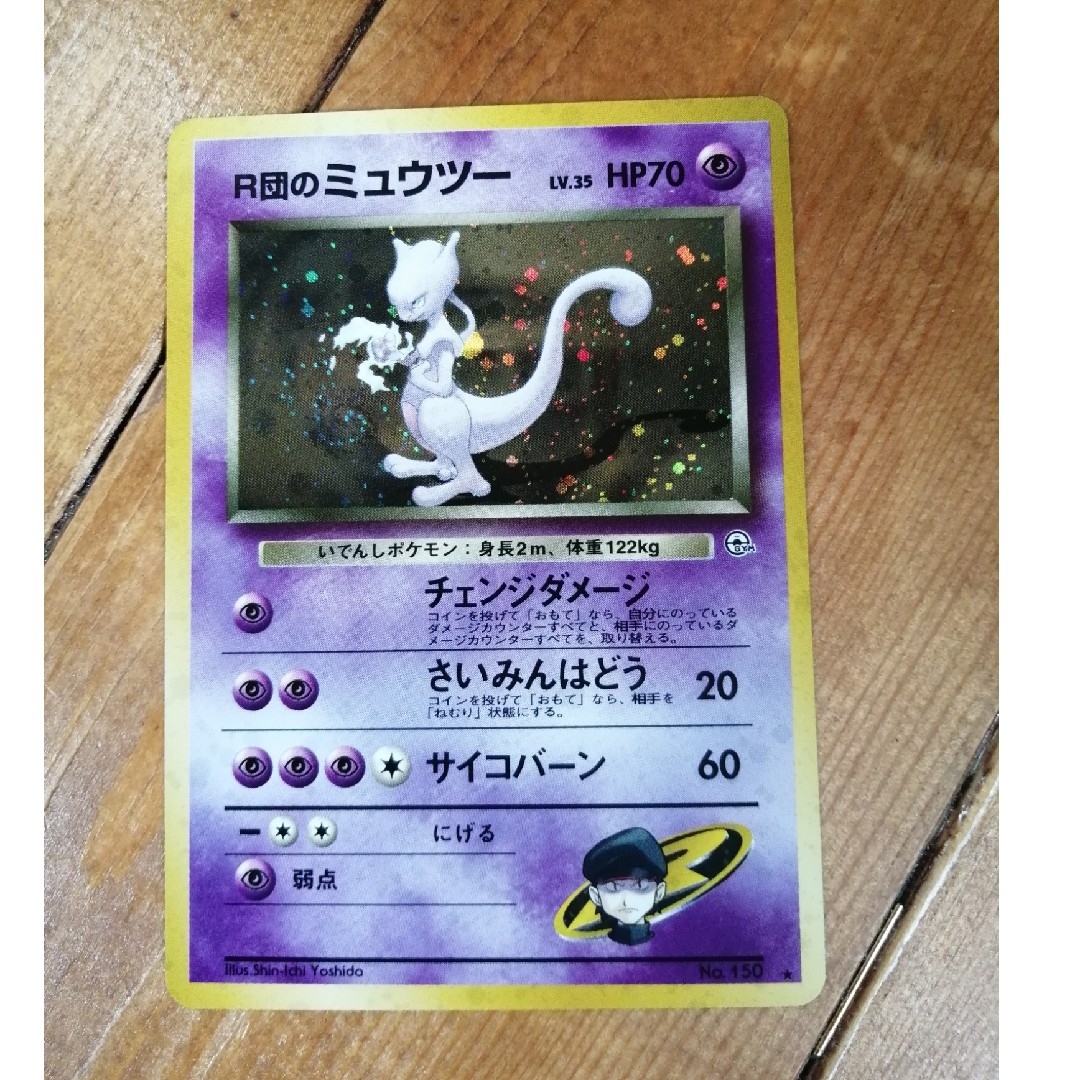 R団のミュウツー LV.35 HP70
いでんしポケモン：身長2m、体重122kg
GYM
チェンジダメージ
コインを投げて「おもて」なら、自分にのっている
ダメージカウンターすべてと、相手にのっているダ
メージカウンターすべてを、取り替える。
さいみんはどう 20
コインを投げて「おもて」なら、相手を
「ねむり」状態にする。
サイコバーン 60
ー にげる
弱点
Illus.Shin-Ichi Yoshida
No. 150 ★